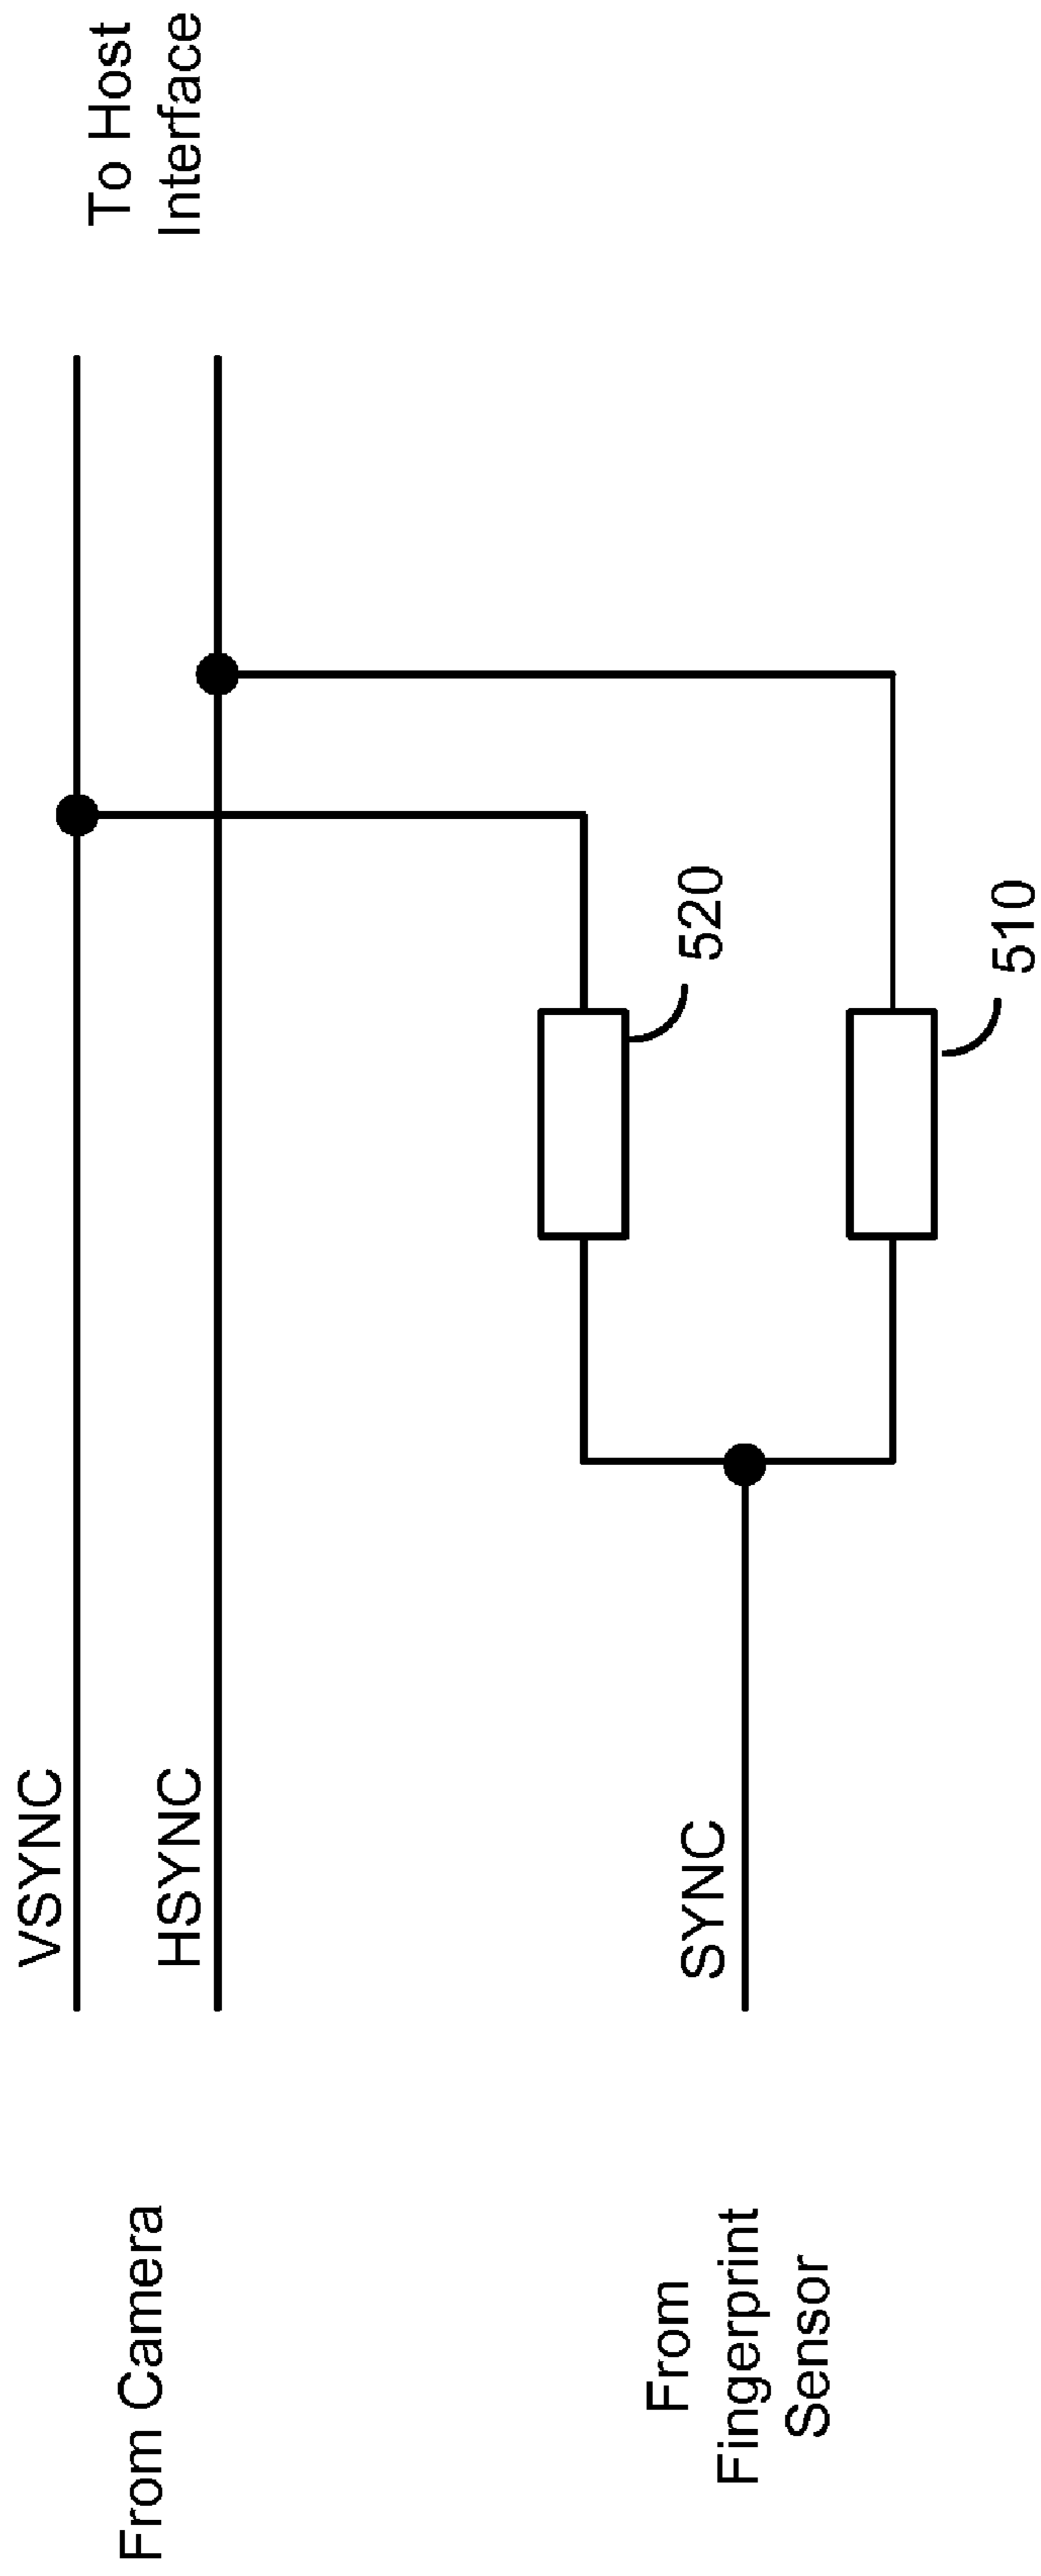 VSYNC
HSYNC
From Camera
To Host
Interface
520
510
SYNC
From
Fingerprint
Sensor